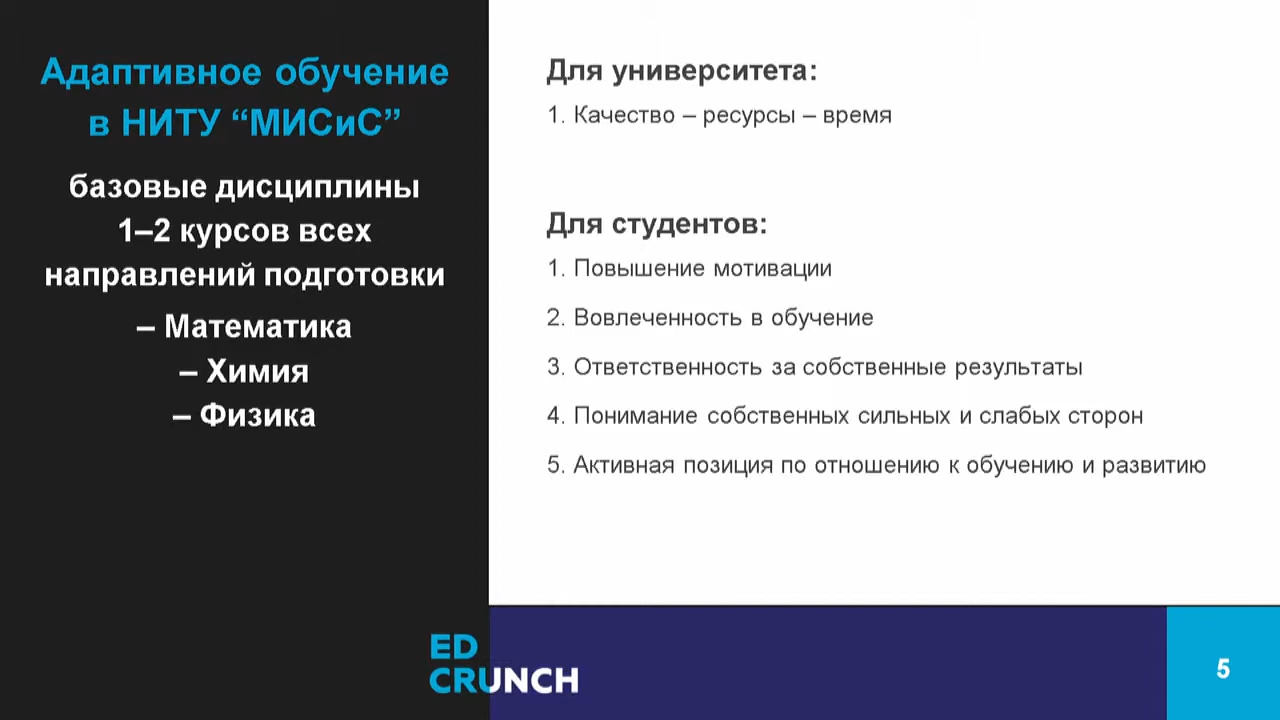 Адаптивное обучение
в НИТУ “МИСиС”
базовые дисциплины
1–2 курсов всех
направлений подготовки
– Математика
– Химия
– Физика
Для университета:
1. Качество – ресурсы – время
Для студентов:
1. Повышение мотивации
2. Вовлеченность в обучение
3. Ответственность за собственные результаты
4. Понимание собственных сильных и слабых сторон
5. Активная позиция по отношению к обучению и развитию
ED
CRUNCH
5